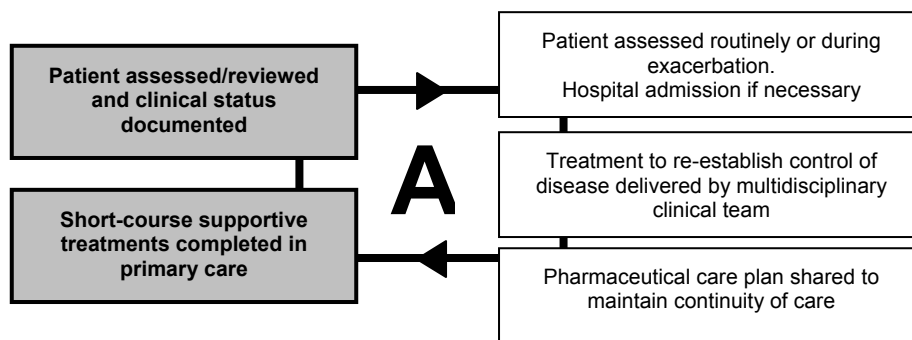 Patient assessed/reviewed
and clinical status
documented
Patient assessed routinely or during
exacerbation.
Hospital admission if necessary
A
Treatment to re-establish control of
disease delivered by multidisciplinary
clinical team
Short-course supportive
treatments completed in
primary care
Pharmaceutical care plan shared to
maintain continuity of care